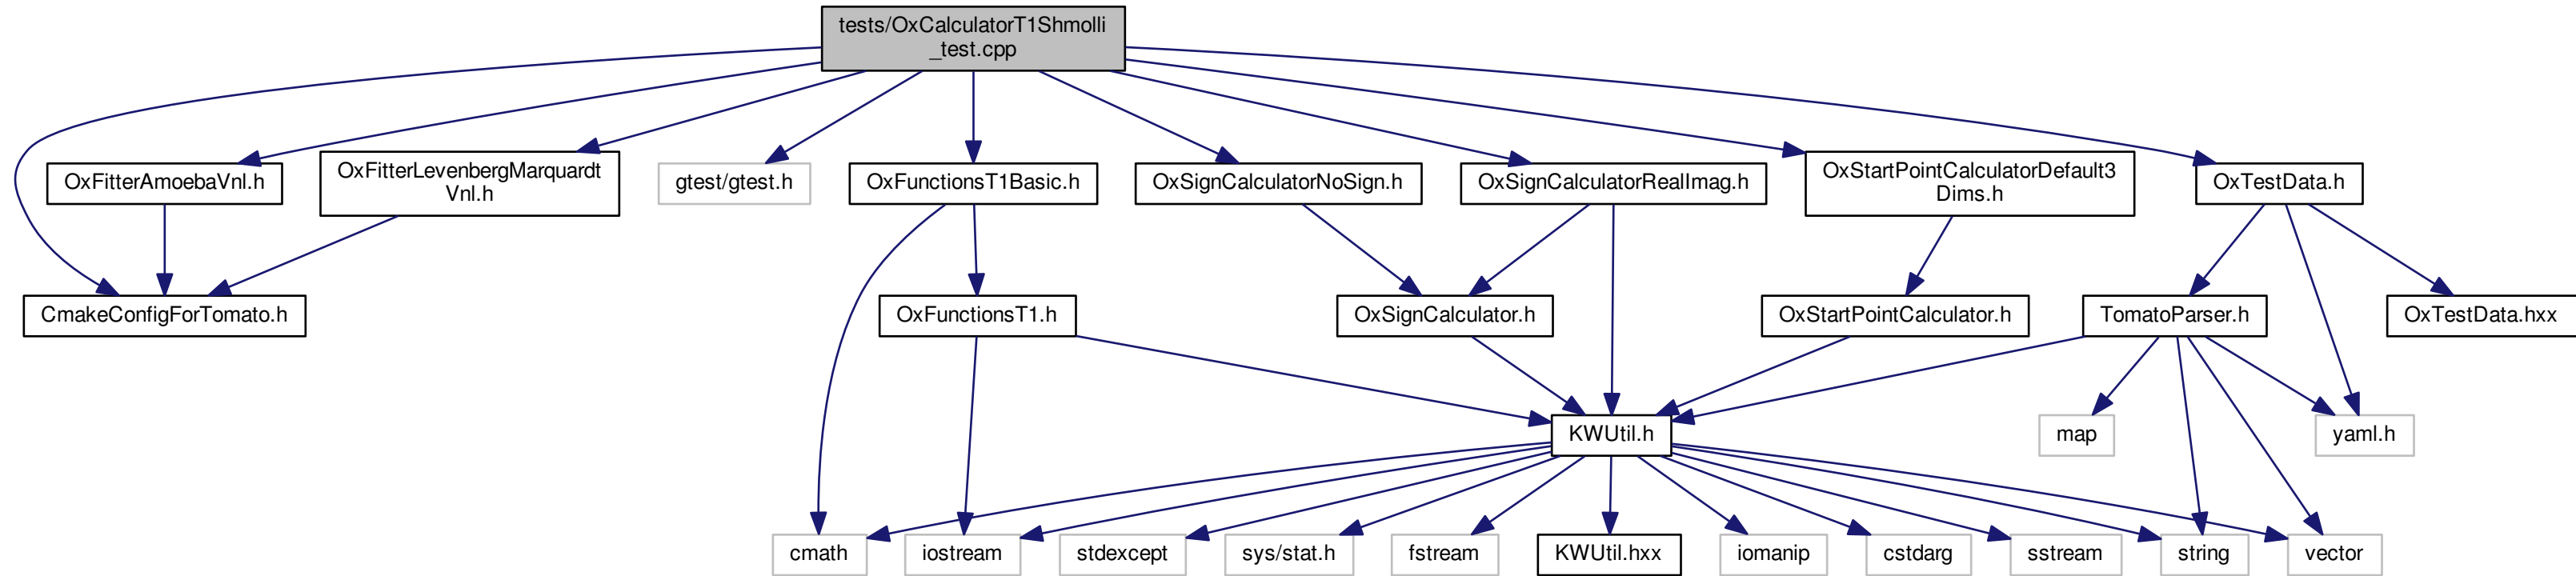 tests/OxCalculatorT1Shmolli
_test.cpp
OxFitterAmoebaVnl.h
OxFitterLevenbergMarquardt
Vnl.h
gtest/gtest.h
OxFunctionsT1Basic.h
OxSignCalculatorNoSign.h
OxSignCalculatorRealImag.h
OxStartPointCalculatorDefault3
Dims.h
OxTestData.h
CmakeConfigForTomato.h
OxFunctionsT1.h
OxSignCalculator.h
OxStartPointCalculator.h
TomatoParser.h
OxTestData.hxx
KWUtil.h
map
yaml.h
cmath
iostream
stdexcept
sys/stat.h
fstream
KWUtil.hxx
iomanip
cstdarg
sstream
string
vector